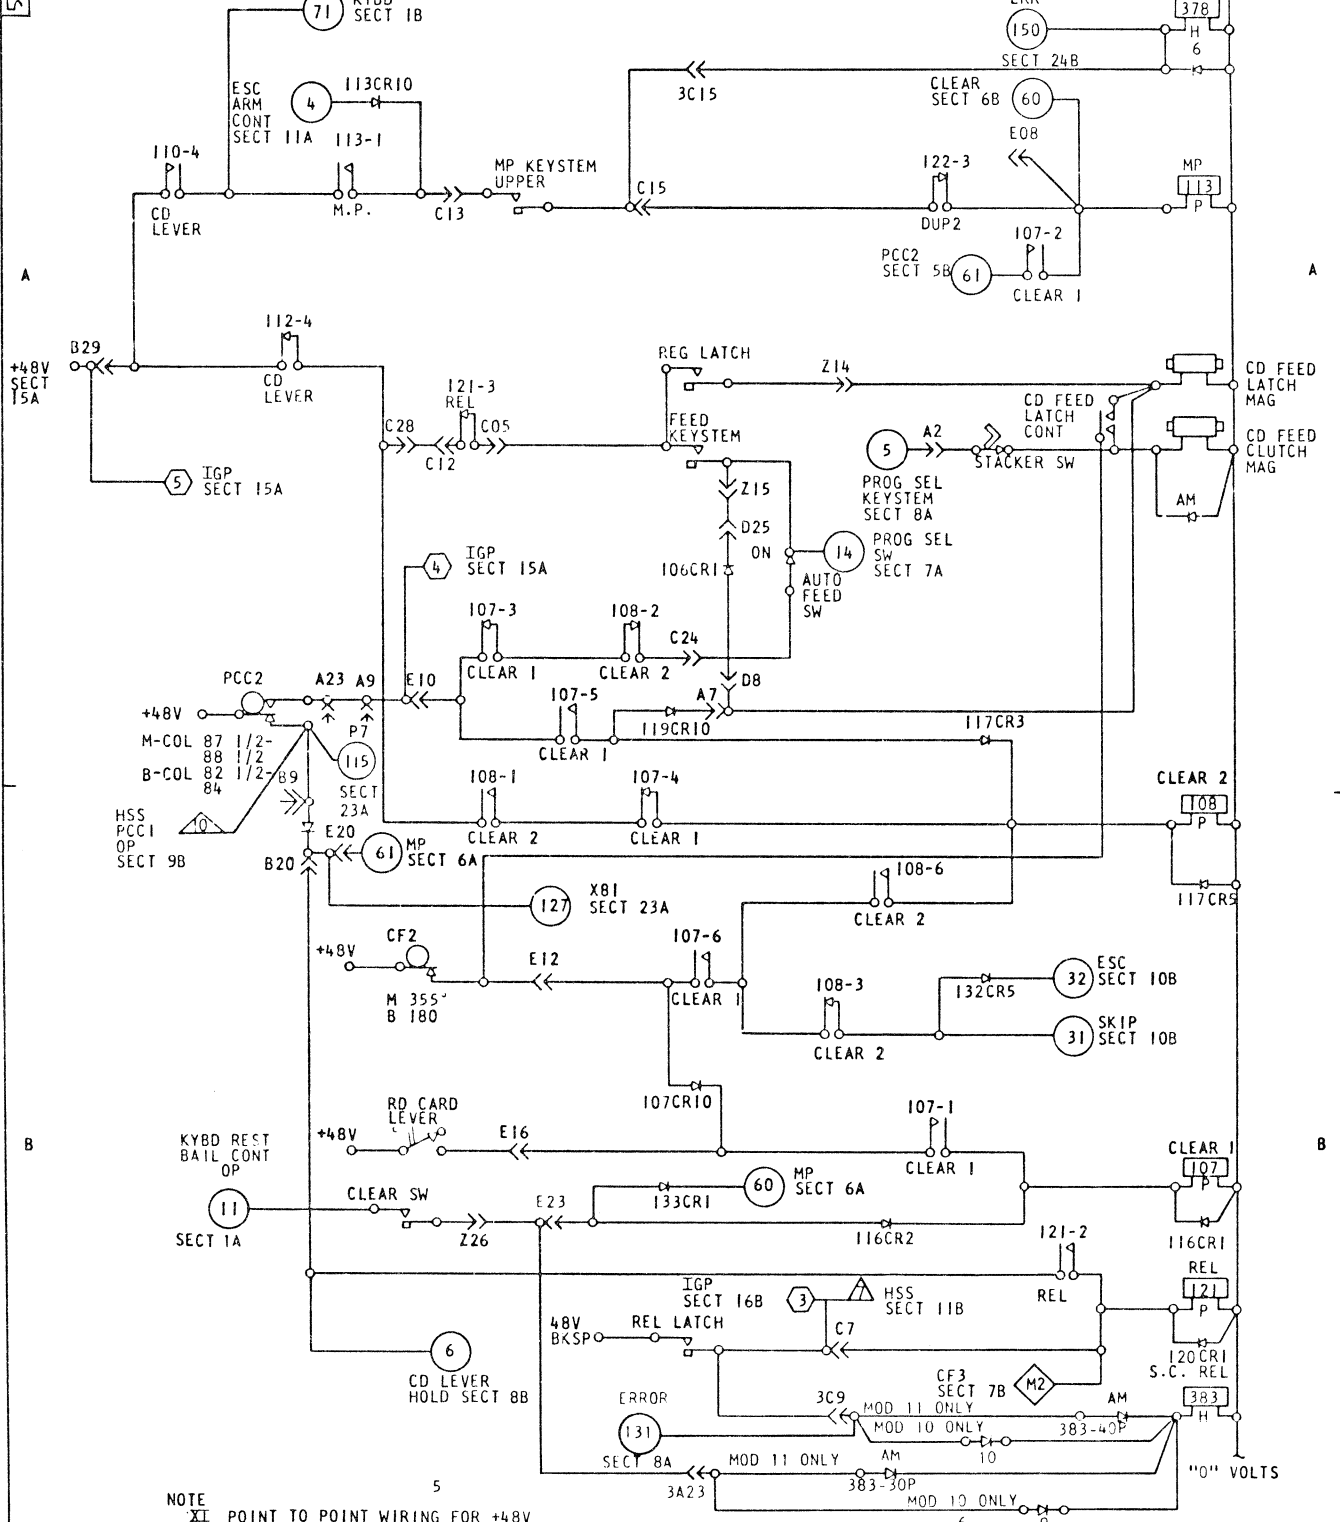 71
SECT 1B
378
H
6
150
SECT 24B
3C15
ESC
ARM
CONT
SECT 11A
4
113CR10
CLEAR
SECT 6B
60
E08
110-4
113-1
MP KEYSTEM
UPPER
C15
122-3
MP
113
P
CD
LEVER
M.P.
C13
DUP2
107-2
PCC2
SECT 5B
61
CLEAR 1
A
A
112-4
B29
+48V
SECT
15A
CD
LEVER
REG LATCH
Z14
CD FEED
LATCH
MAG
121-3
REL
CD FEED
LATCH
CONT
C28
C12
C05
FEED
KEYSTEM
5
A2
STACKER SW
CD FEED
CLUTCH
MAG
5
IGP
SECT 15A
PROG SEL
KEYSTEM
SECT 8A
AM
Z15
D25
ON
14
PROG SEL
SW
SECT 7A
4
IGP
SECT 15A
106CR1
AUTO
FEED
SW
107-3
108-2
C24
CLEAR 1
CLEAR 2
PCC2
A23
A9
E10
D8
+48V
107-5
A7
119CR10
117CR3
M-COL 87 1/2-
88 1/2
B-COL 82 1/2-
84
P7
115
SECT
23A
CLEAR 1
B9
108-1
107-4
CLEAR 2
108
P
HSS
PCC1
OP
SECT 9B
10
E20
CLEAR 2
CLEAR 1
B20
61
MP
SECT 6A
108-6
117CR5
127
X81
SECT 23A
CLEAR 2
+48V
CF2
E12
107-6
M 355°
B 180
CLEAR 1
108-3
132CR5
32
ESC
SECT 10B
31
SKIP
SECT 10B
CLEAR 2
107CR10
RD CARD
LEVER
107-1
B
B
KYBD REST
BAIL CONT
OP
+48V
E16
CLEAR 1
CLEAR 1
107
P
11
SECT 1A
CLEAR SW
E23
133CR1
60
MP
SECT 6A
Z26
116CR2
121-2
116CR1
REL
121
P
IGP
SECT 16B
3
7
HSS
SECT 11B
REL
48V
BKSP
REL LATCH
C7
120CR1
S.C. REL
6
CD LEVER
HOLD SECT 8B
CF3
SECT 7B
M2
383
H
ERROR
131
SECT 8A
3C9
MOD 11 ONLY
AM
383-40P
MOD 10 ONLY
10
AM
MOD 11 ONLY
383-30P
3A23
MOD 10 ONLY
"0" VOLTS
5
NOTE
XI POINT TO POINT WIRING FOR +48V